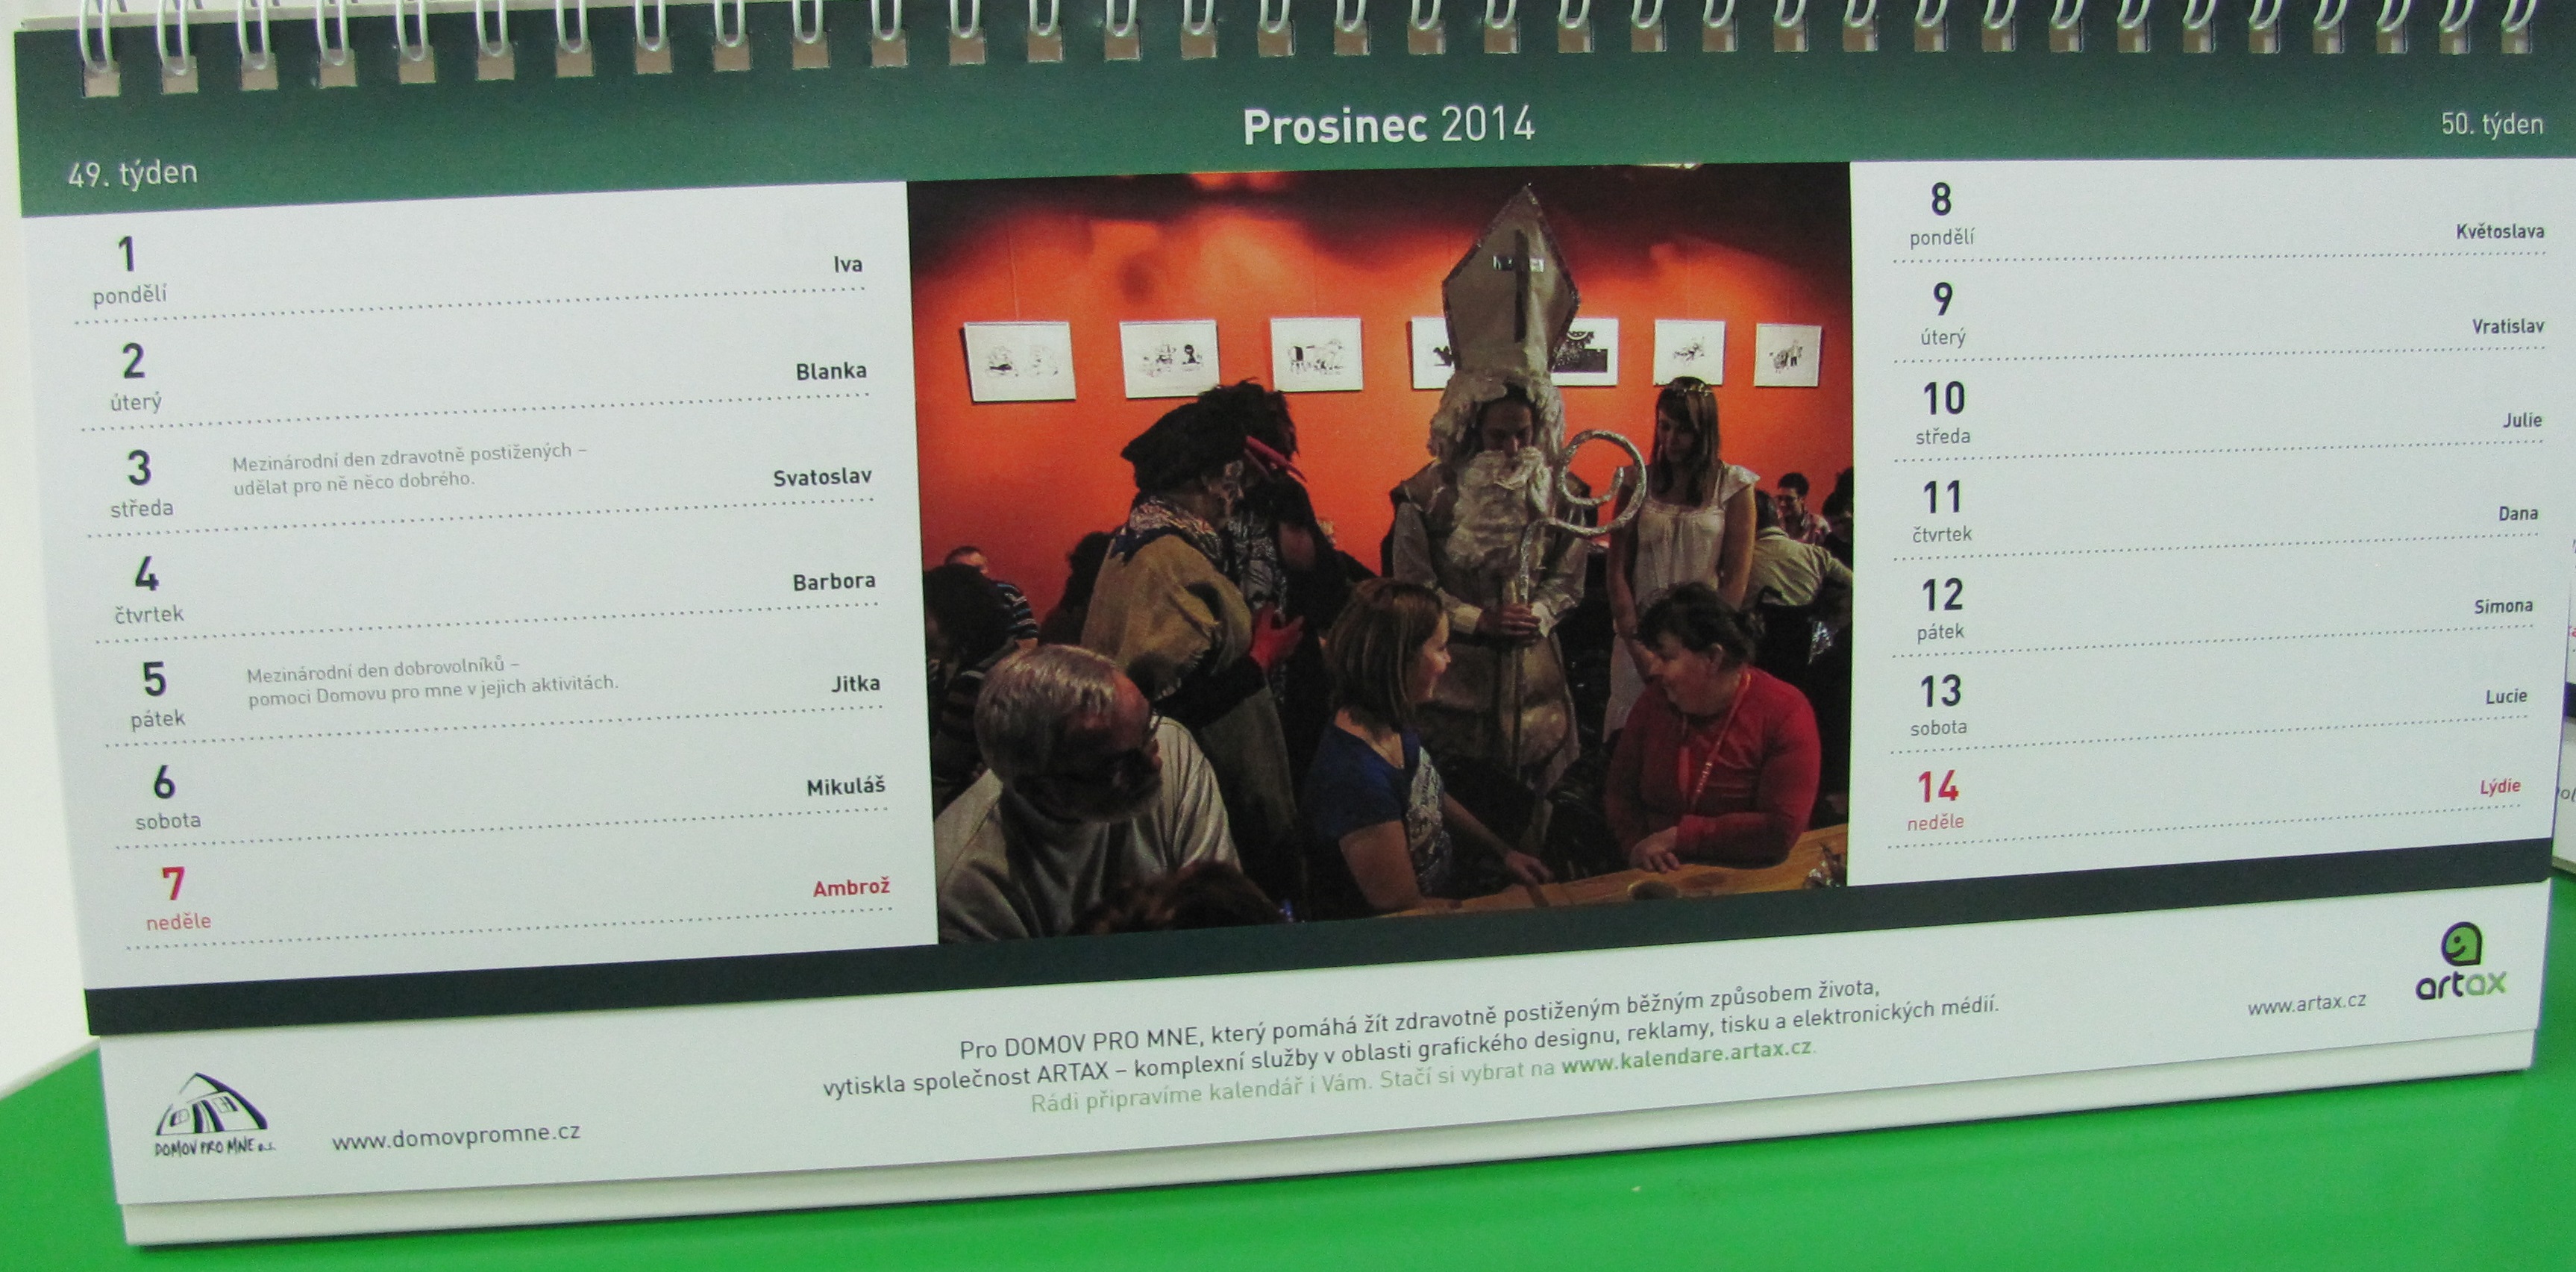 Prosinec 2014
49. týden
50. týden
1
pondělí
Iva
2
úterý
Blanka
3
středa
Mezinárodní den zdravotně postižených –
udělat pro ně něco dobrého.
Svatoslav
4
čtvrtek
Barbora
5
pátek
Mezinárodní den dobrovolníků –
pomoci Domovu pro mne v jejich aktivitách.
Jitka
6
sobota
Mikuláš
7
neděle
Ambrož
8
pondělí
Květoslava
9
úterý
Vratislav
10
středa
Julie
11
čtvrtek
Dana
12
pátek
Simona
13
sobota
Lucie
14
neděle
Lýdie
DOMOV PRO MNE o.s.
www.domovpromne.cz
Pro DOMOV PRO MNE, který pomáhá žít zdravotně postiženým běžným způsobem života,
vytiskla společnost ARTAX – komplexní služby v oblasti grafického designu, reklamy, tisku a elektronických médií.
Rádi připravíme kalendář i Vám. Stačí si vybrat na www.kalendare.artax.cz.
www.artax.cz
artax